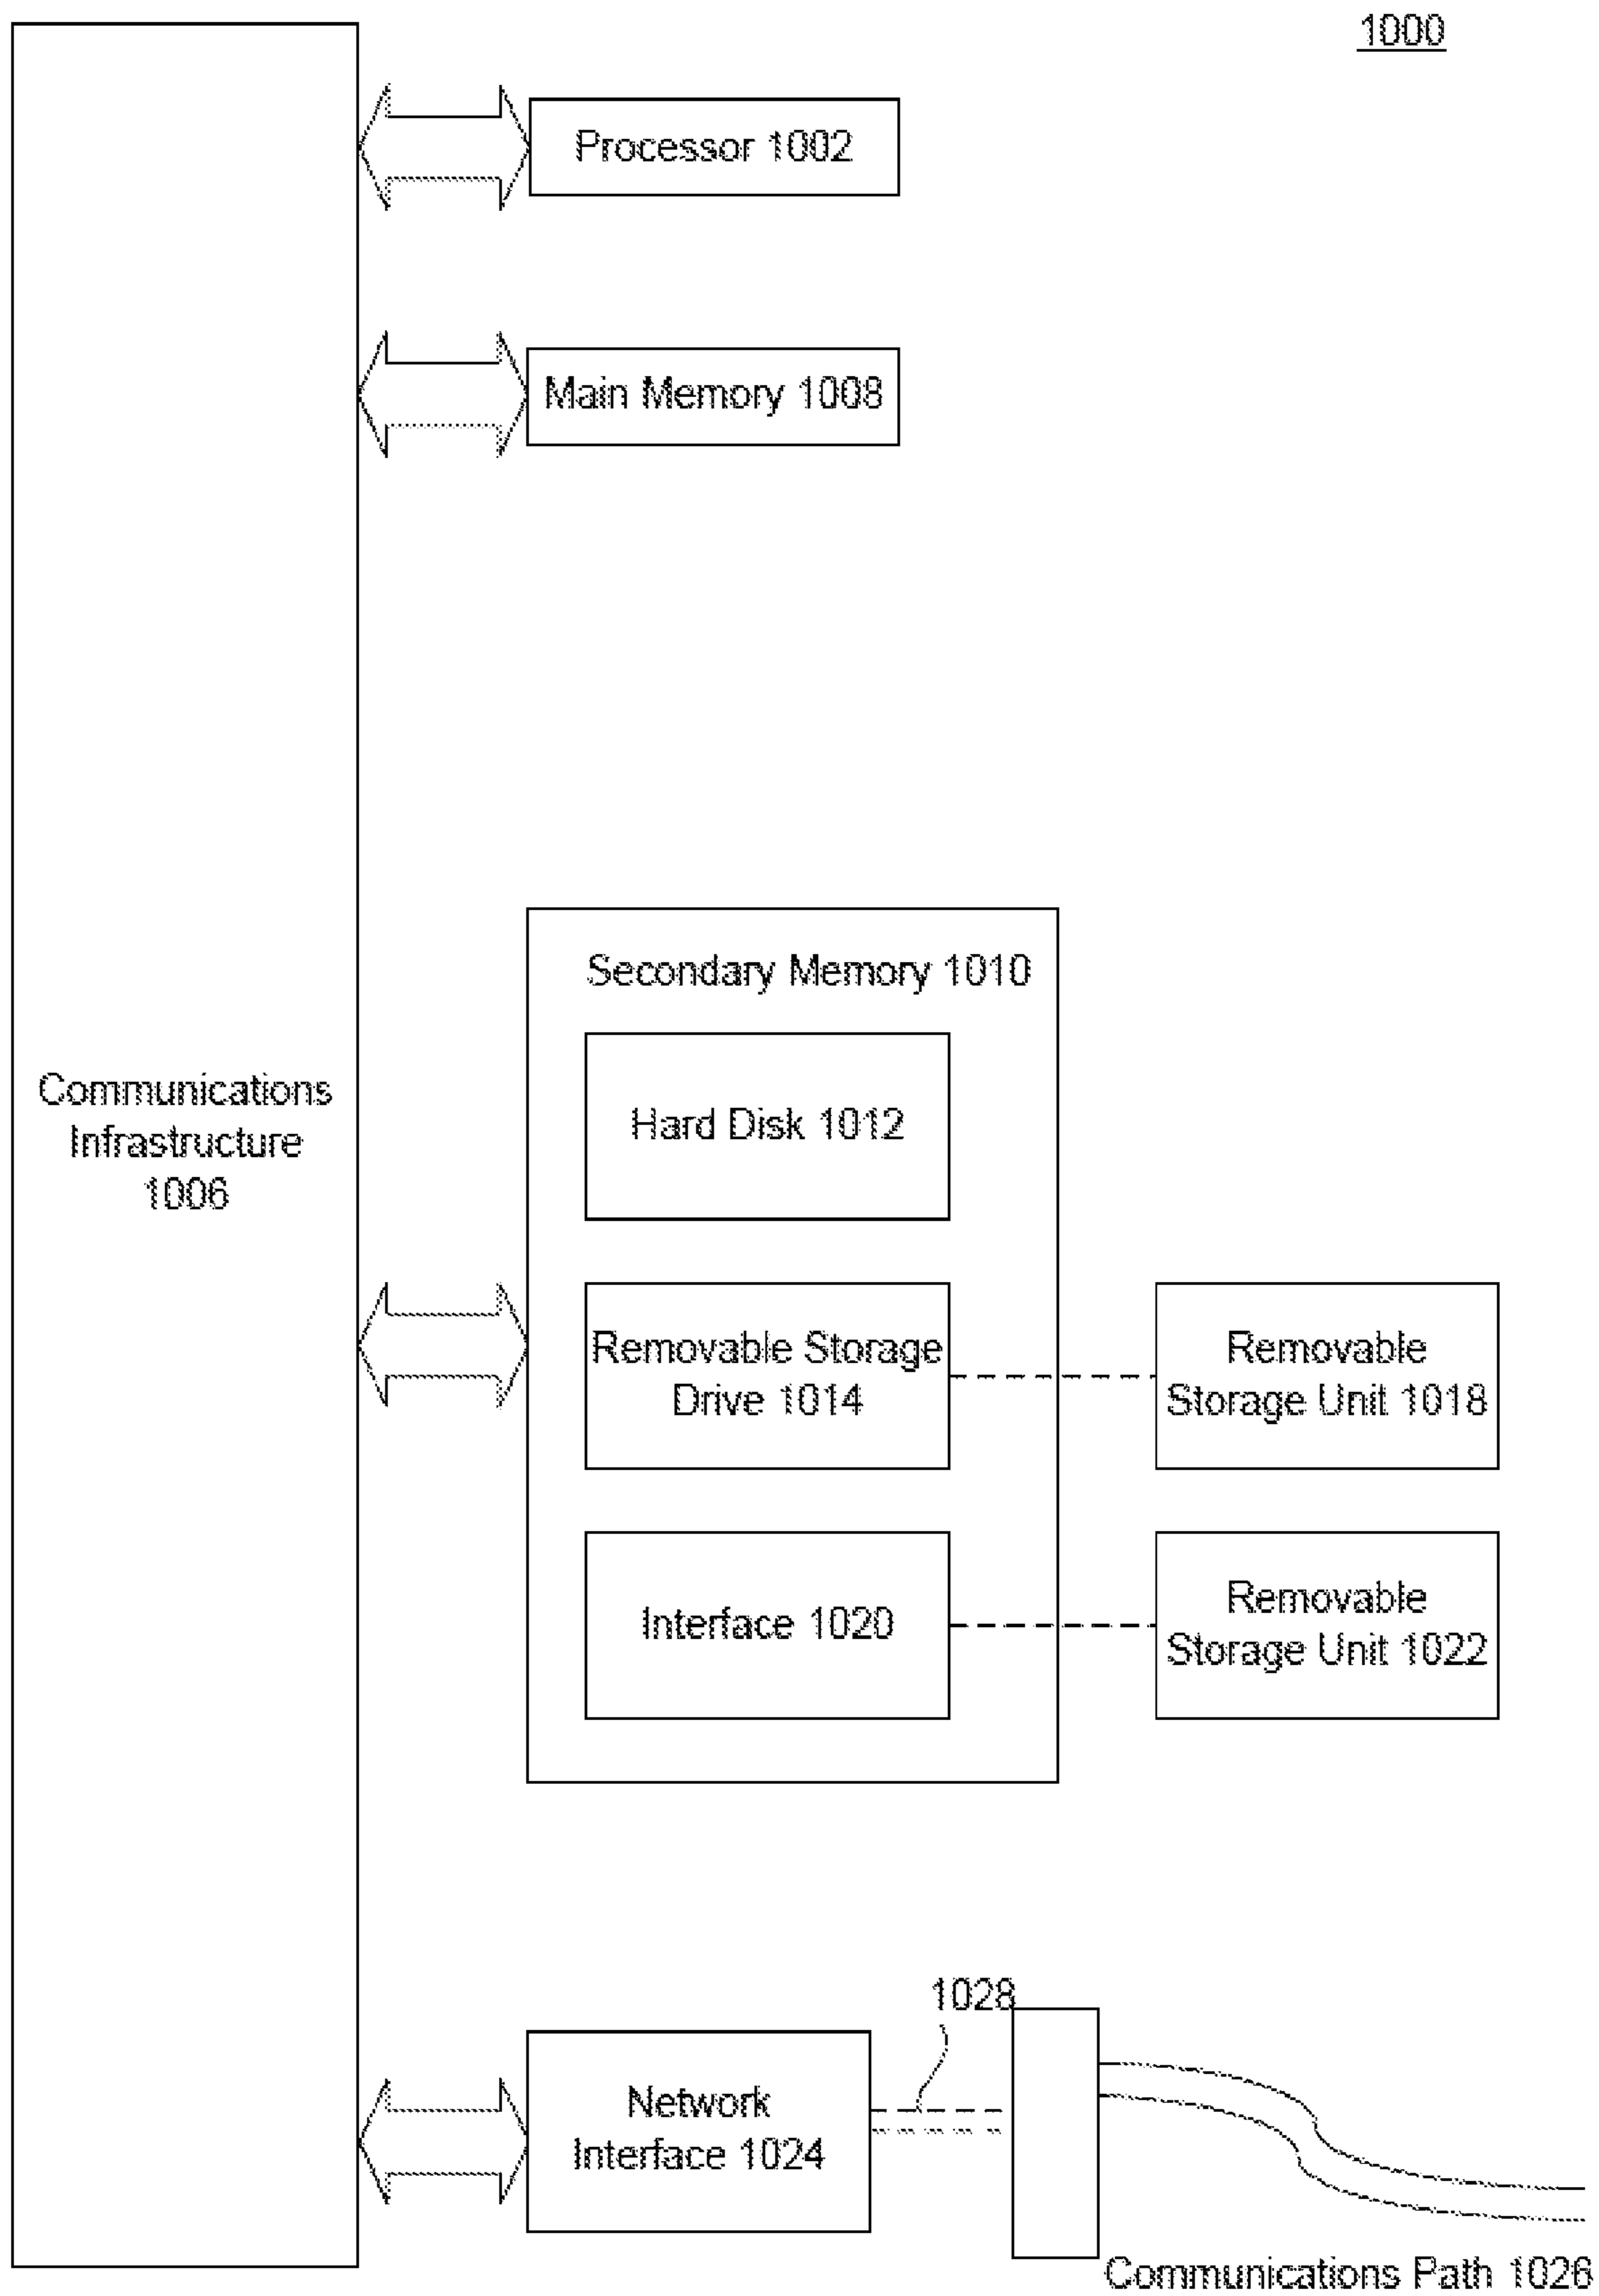 1000
Processor 1002
Main Memory 1008
Secondary Memory 1010
Hard Disk 1012
Communications
Infrastructure
1006
Removable Storage
Drive 1014
Removable
Storage Unit 1018
Interface 1020
Removable
Storage Unit 1022
1028
Network
Interface 1024
Communications Path 1026